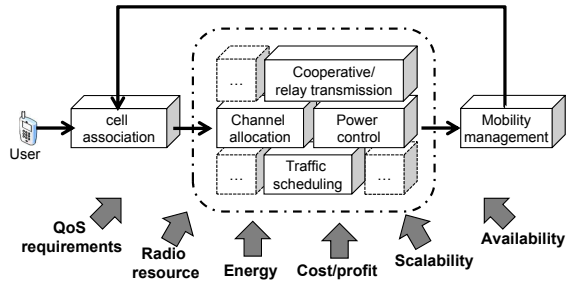 ...
Cooperative/
relay transmission
cell
association
Channel
allocation
Power
control
Mobility
management
User
...
Traffic
scheduling
...
QoS
requirements
Radio
resource
Energy
Cost/profit
Scalability
Availability